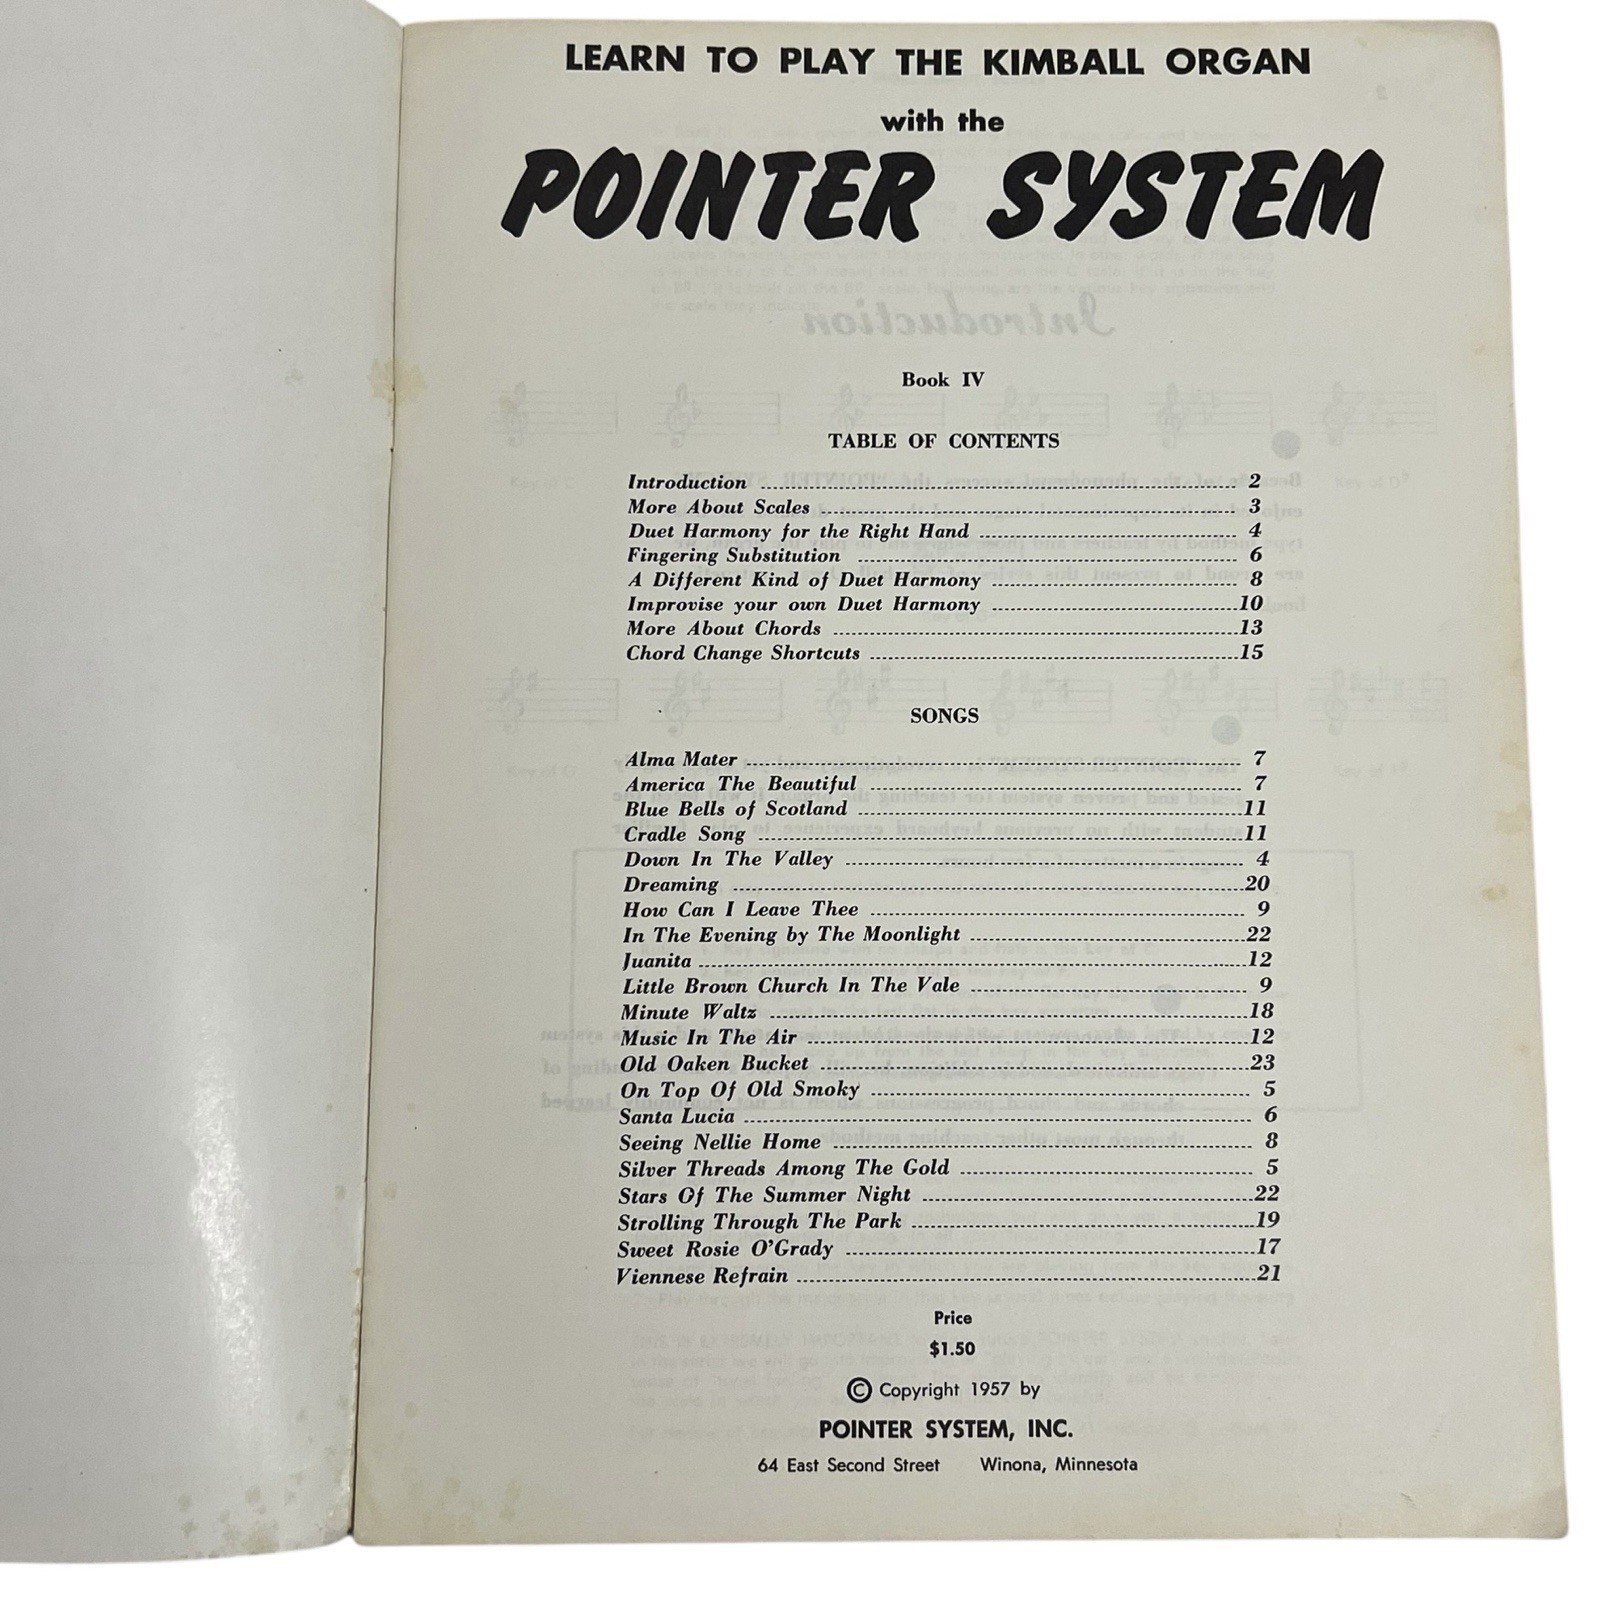 LEARN TO PLAY THE KIMBALL ORGAN
with the
POINTER SYSTEM
Book IV
TABLE OF CONTENTS
Introduction 2
More About Scales 3
Duet Harmony for the Right Hand 4
Fingering Substitution 6
A Different Kind of Duet Harmony 8
Improvise your own Duet Harmony 10
More About Chords 13
Chord Change Shortcuts 15
SONGS
Alma Mater 7
America The Beautiful 7
Blue Bells of Scotland 11
Cradle Song 11
Down In The Valley 4
Dreaming 20
How Can I Leave Thee 9
In The Evening by The Moonlight 22
Juanita 12
Little Brown Church In The Vale 9
Minute Waltz 18
Music In The Air 12
Old Oaken Bucket 23
On Top Of Old Smoky 5
Santa Lucia 6
Seeing Nellie Home 8
Silver Threads Among The Gold 5
Stars Of The Summer Night 22
Strolling Through The Park 19
Sweet Rosie O'Grady 17
Viennese Refrain 21
Price
$1.50
© Copyright 1957 by
POINTER SYSTEM, INC.
64 East Second Street Winona, Minnesota